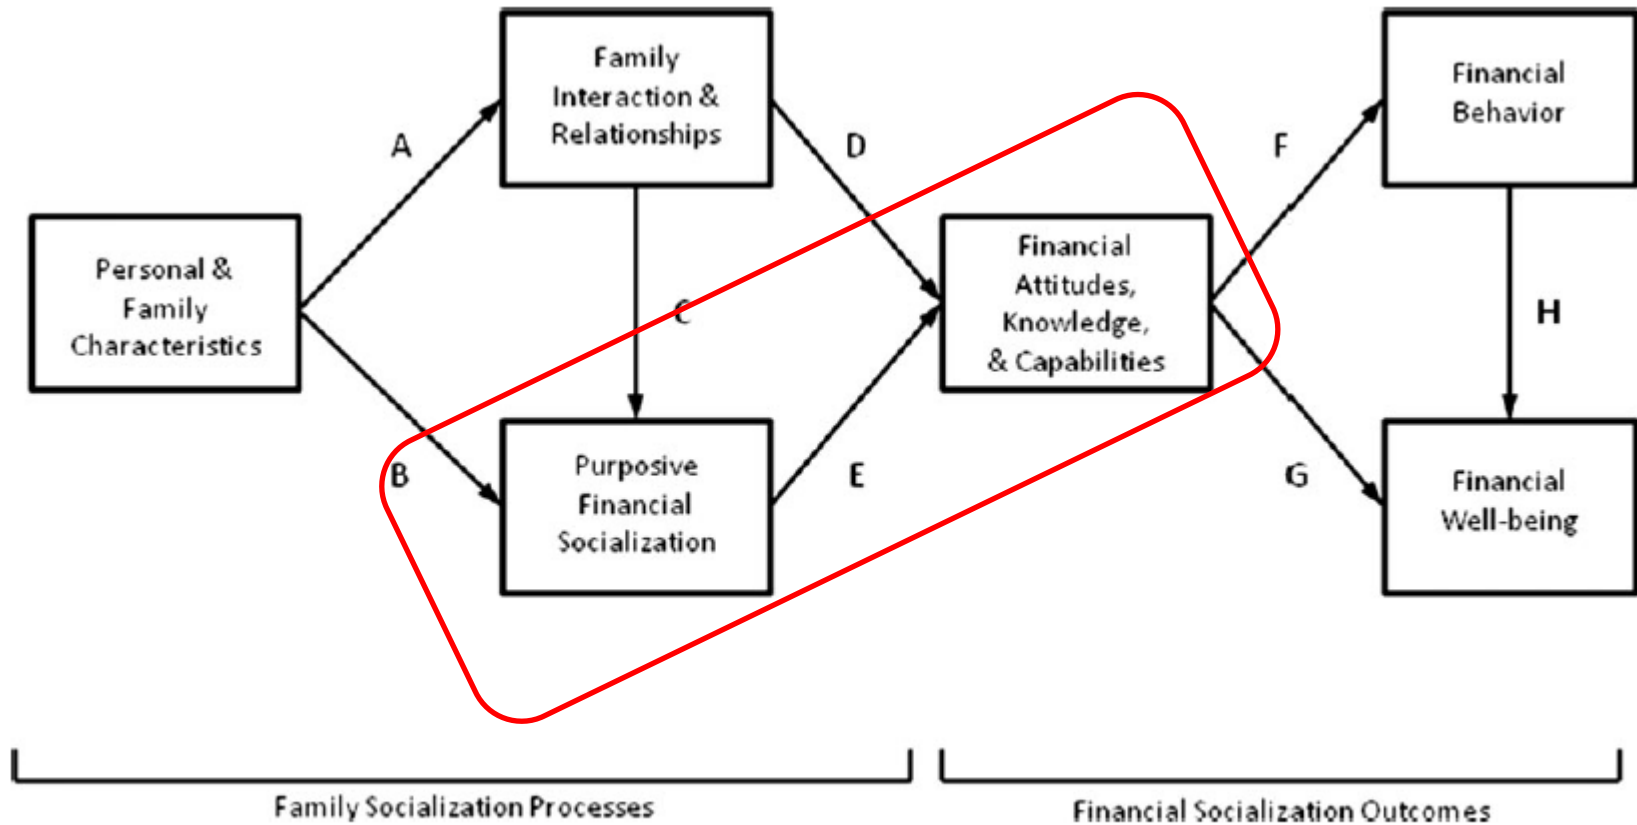 Family
Interaction &
Relationships
Financial
Behavior
A
D
F
Personal &
Family
Characteristics
Financial
Attitudes,
Knowledge,
& Capabilities
C
H
B
Purposive
Financial
Socialization
E
G
Financial
Well-being
Family Socialization Processes
Financial Socialization Outcomes